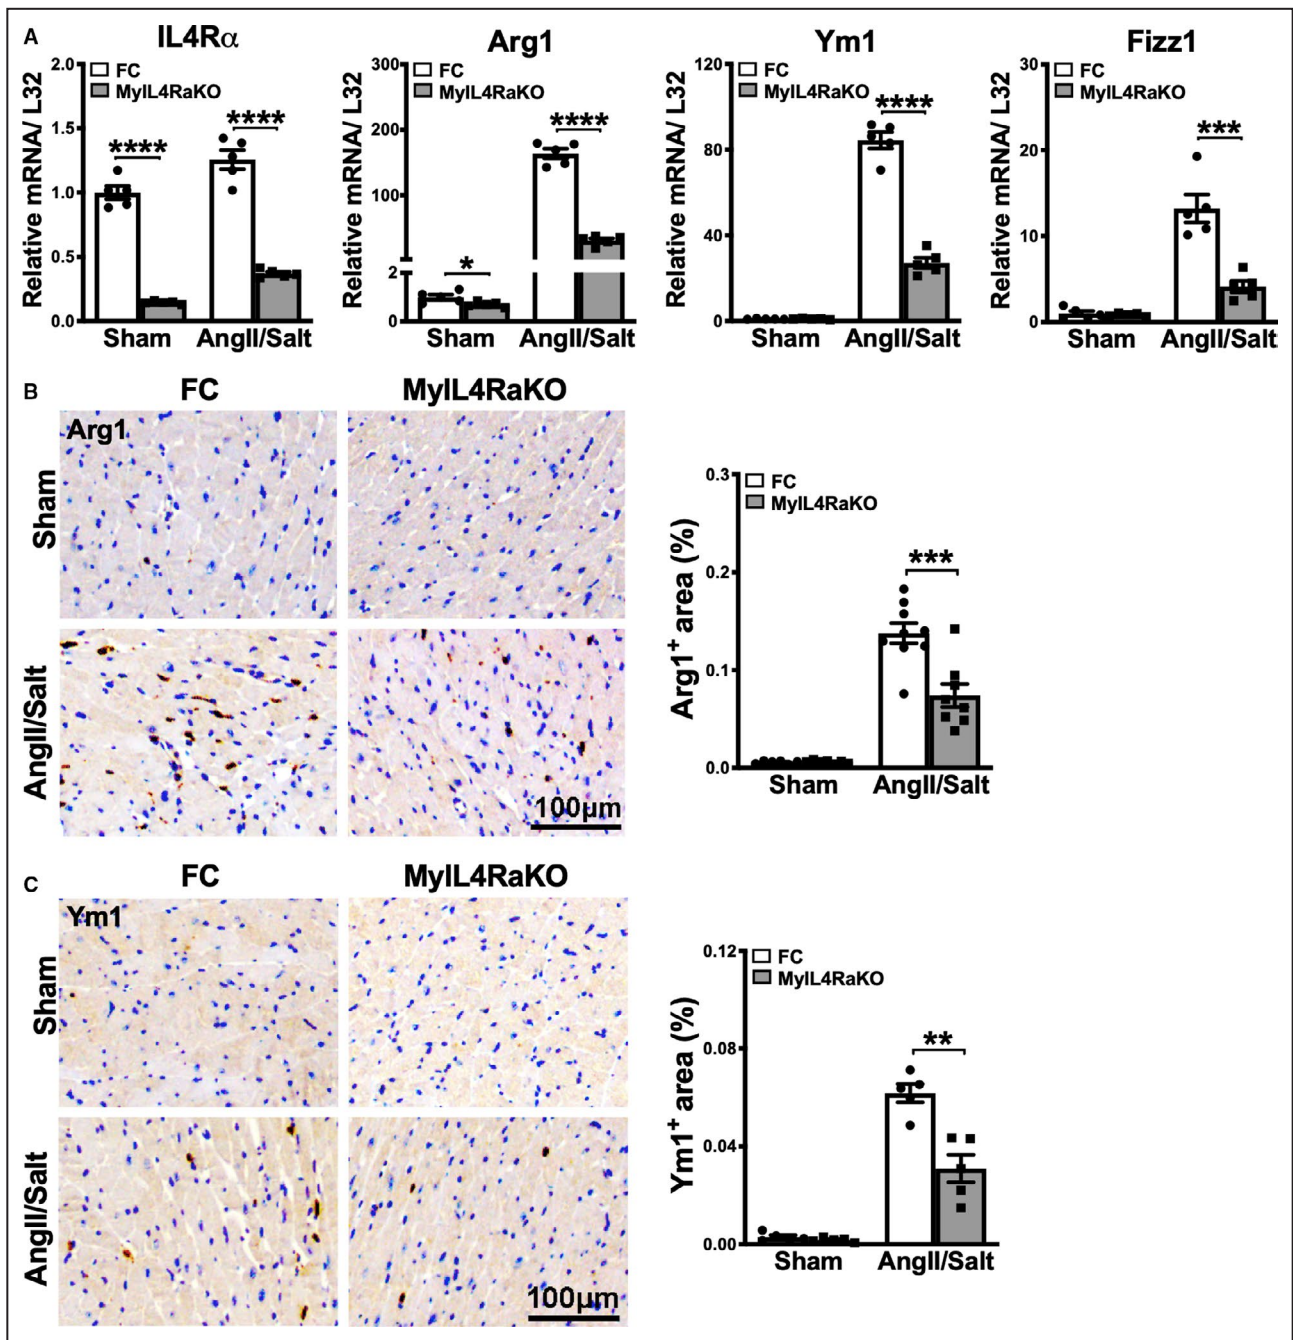 A
IL4Rα
Relative mRNA/ L32
2.0
1.5
1.0
0.5
0.0
FC
MyIL4RaKO
****
****
Sham
AngII/Salt
Arg1
Relative mRNA/ L32
300
200
100
2
0
FC
MyIL4RaKO
*
****
Sham
AngII/Salt
Ym1
Relative mRNA/ L32
120
80
40
0
FC
MyIL4RaKO
****
Sham
AngII/Salt
Fizz1
Relative mRNA/ L32
30
20
10
0
FC
MyIL4RaKO
***
Sham
AngII/Salt
B
FC
MyIL4RaKO
Sham
Arg1
AngII/Salt
100μm
Arg1+ area (%)
0.3
0.2
0.1
0.0
FC
MyIL4RaKO
***
Sham
AngII/Salt
C
FC
MyIL4RaKO
Sham
Ym1
AngII/Salt
100μm
Ym1+ area (%)
0.12
0.08
0.04
0.00
FC
MyIL4RaKO
**
Sham
AngII/Salt